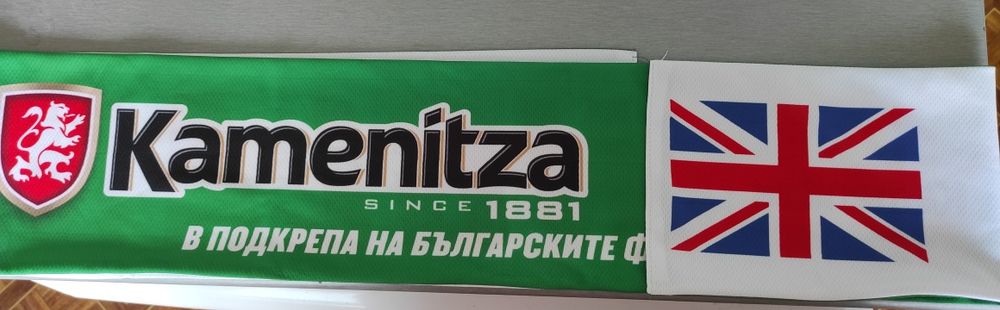 Kamenitza
SINCE 1881
В ПОДКРЕПА НА БЪЛГАРСКИТЕ Ф